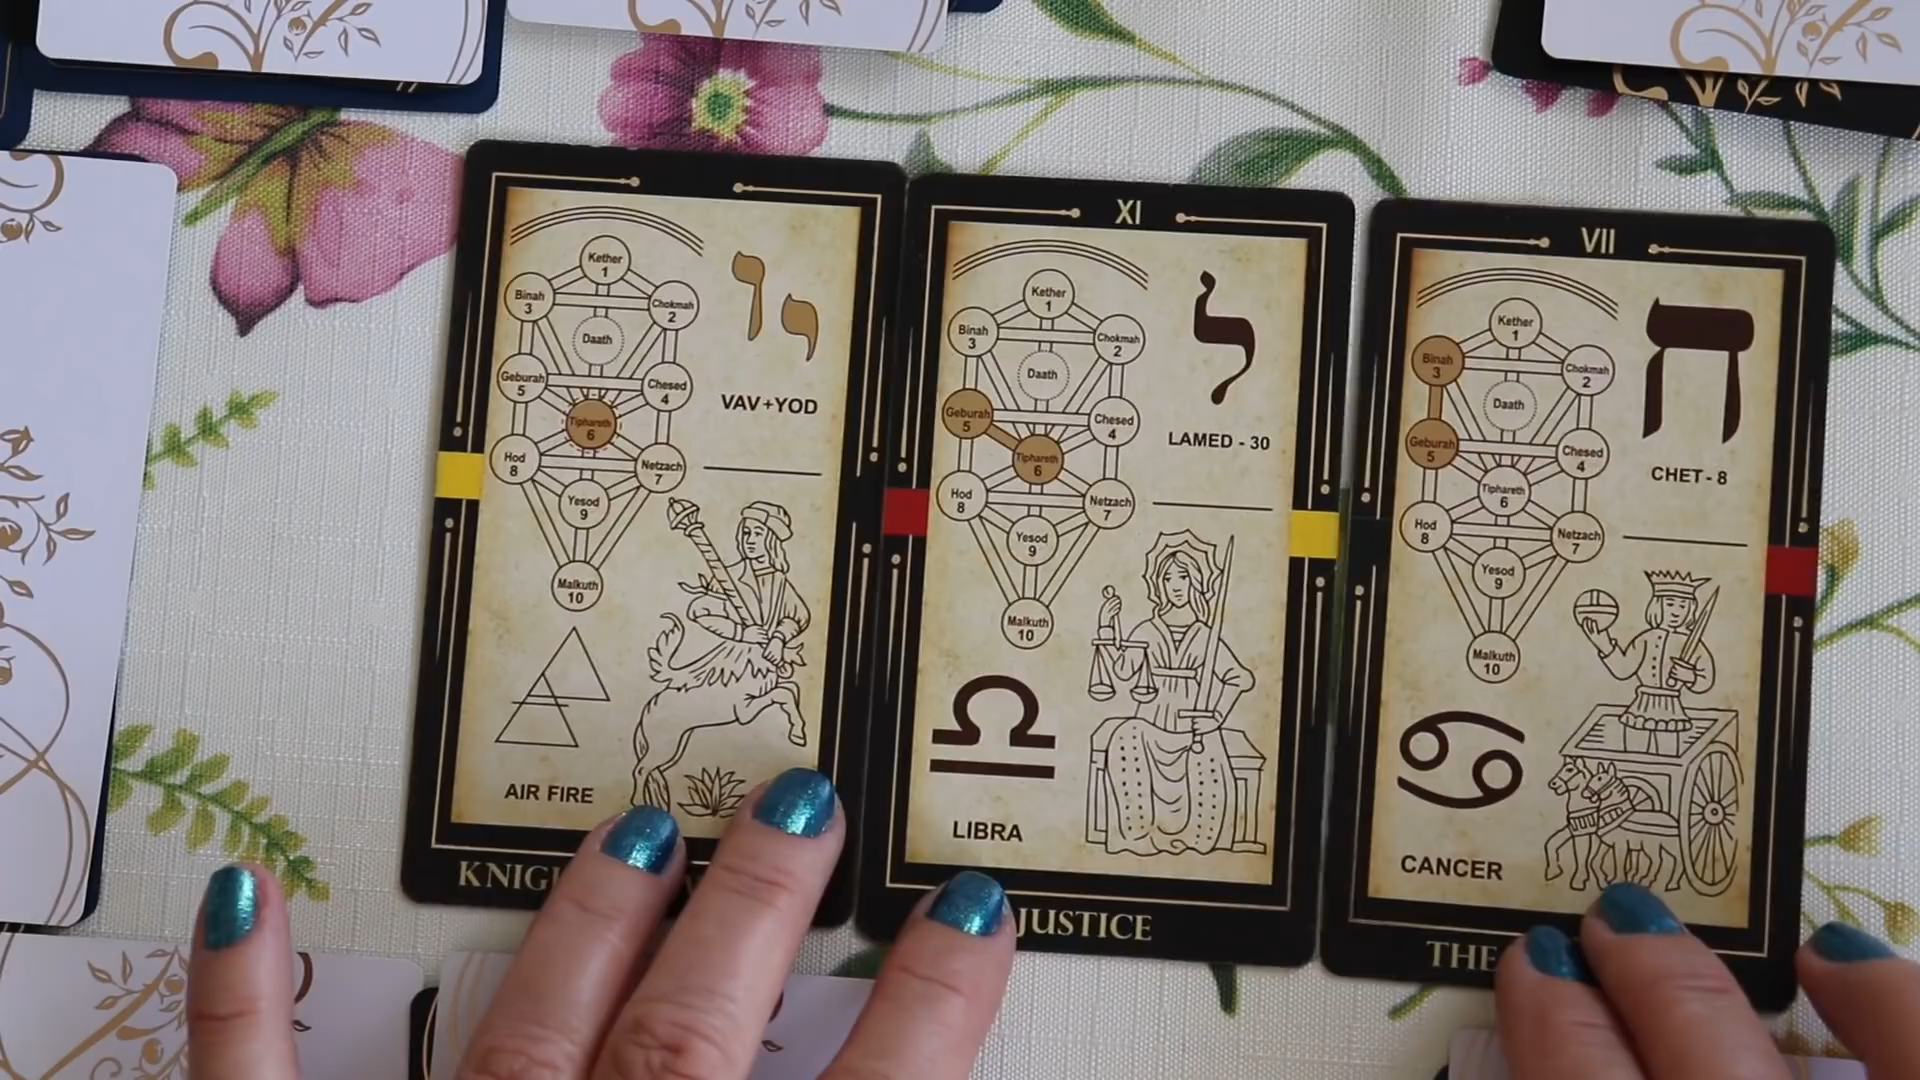 Kether
1
Binah
3
Chokmah
2
Daath
Geburah
5
Chesed
4
Tiphareth
6
Hod
8
Netzach
7
Yesod
9
Malkuth
10
ו י
VAV+YOD
AIR FIRE
XI
Kether
1
Binah
3
Chokmah
2
Daath
Geburah
5
Chesed
4
Tiphareth
6
Hod
8
Netzach
7
Yesod
9
Malkuth
10
ל
LAMED - 30
LIBRA
JUSTICE
VII
Kether
1
Binah
3
Chokmah
2
Daath
Geburah
5
Chesed
4
Tiphareth
6
Hod
8
Netzach
7
Yesod
9
Malkuth
10
ח
CHET - 8
CANCER
THE